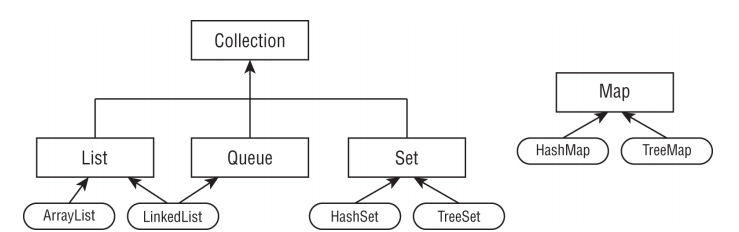 Collection
Map
List
Queue
Set
HashMap
TreeMap
ArrayList
LinkedList
HashSet
TreeSet